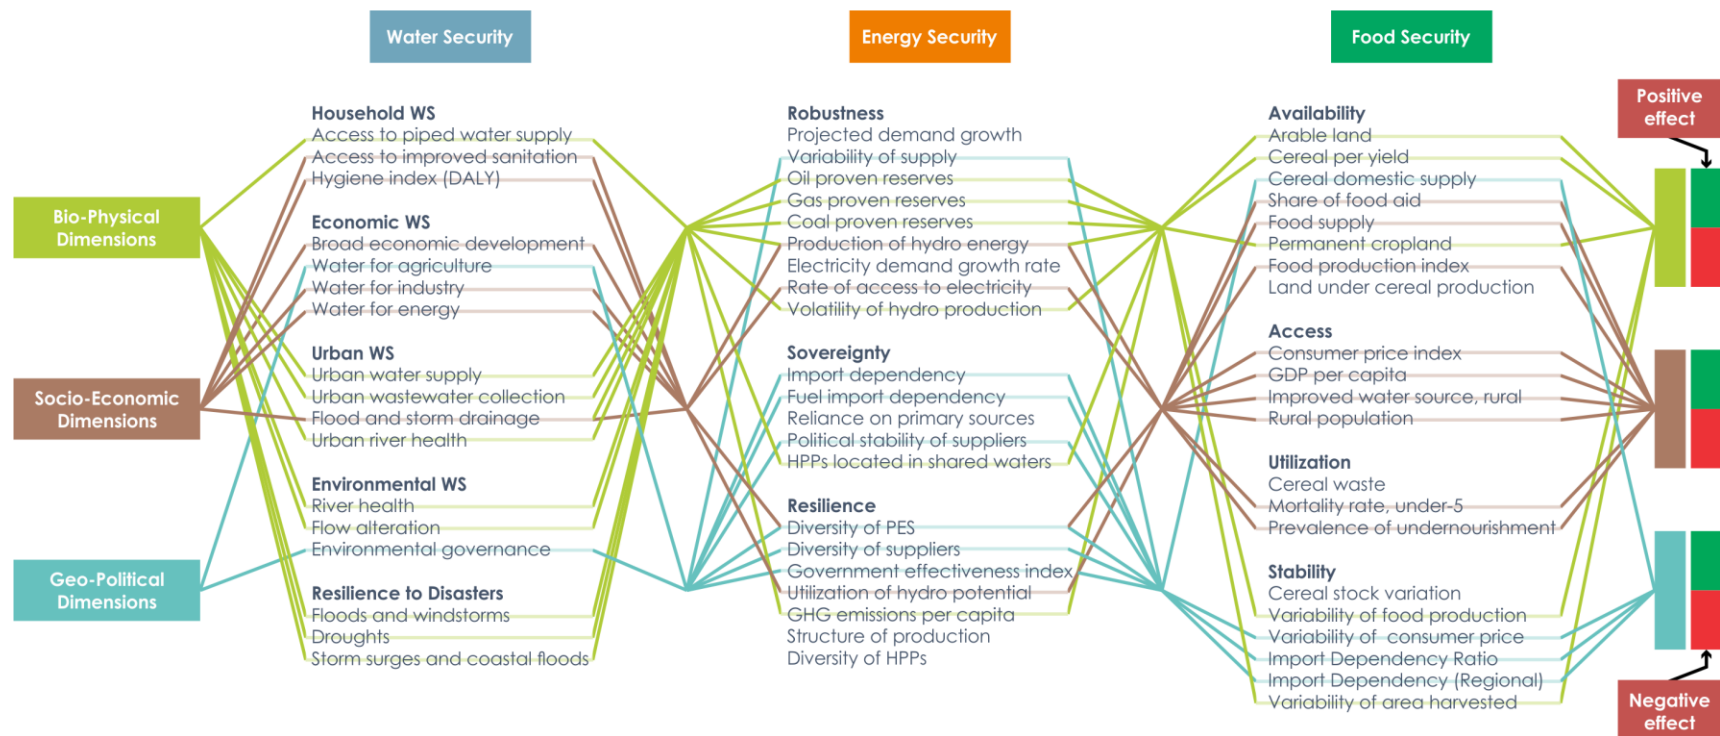 Water Security
Energy Security
Food Security
Bio-Physical
Dimensions
Socio-Economic
Dimensions
Geo-Political
Dimensions
Household WS
Access to piped water supply
Access to improved sanitation
Hygiene index (DALY)
Economic WS
Broad economic development
Water for agriculture
Water for industry
Water for energy
Urban WS
Urban water supply
Urban wastewater collection
Flood and storm drainage
Urban river health
Environmental WS
River health
Flow alteration
Environmental governance
Resilience to Disasters
Floods and windstorms
Droughts
Storm surges and coastal floods
Robustness
Projected demand growth
Variability of supply
Oil proven reserves
Gas proven reserves
Coal proven reserves
Production of hydro energy
Electricity demand growth rate
Rate of access to electricity
Volatility of hydro production
Sovereignty
Import dependency
Fuel import dependency
Reliance on primary sources
Political stability of suppliers
HPPs located in shared waters
Resilience
Diversity of PES
Diversity of suppliers
Government effectiveness index
Utilization of hydro potential
GHG emissions per capita
Structure of production
Diversity of HPPs
Availability
Arable land
Cereal per yield
Cereal domestic supply
Share of food aid
Food supply
Permanent cropland
Food production index
Land under cereal production
Access
Consumer price index
GDP per capita
Improved water source, rural
Rural population
Utilization
Cereal waste
Mortality rate, under-5
Prevalence of undernourishment
Stability
Cereal stock variation
Variability of food production
Variability of consumer price
Import Dependency Ratio
Import Dependency (Regional)
Variability of area harvested
Positive
effect
Negative
effect